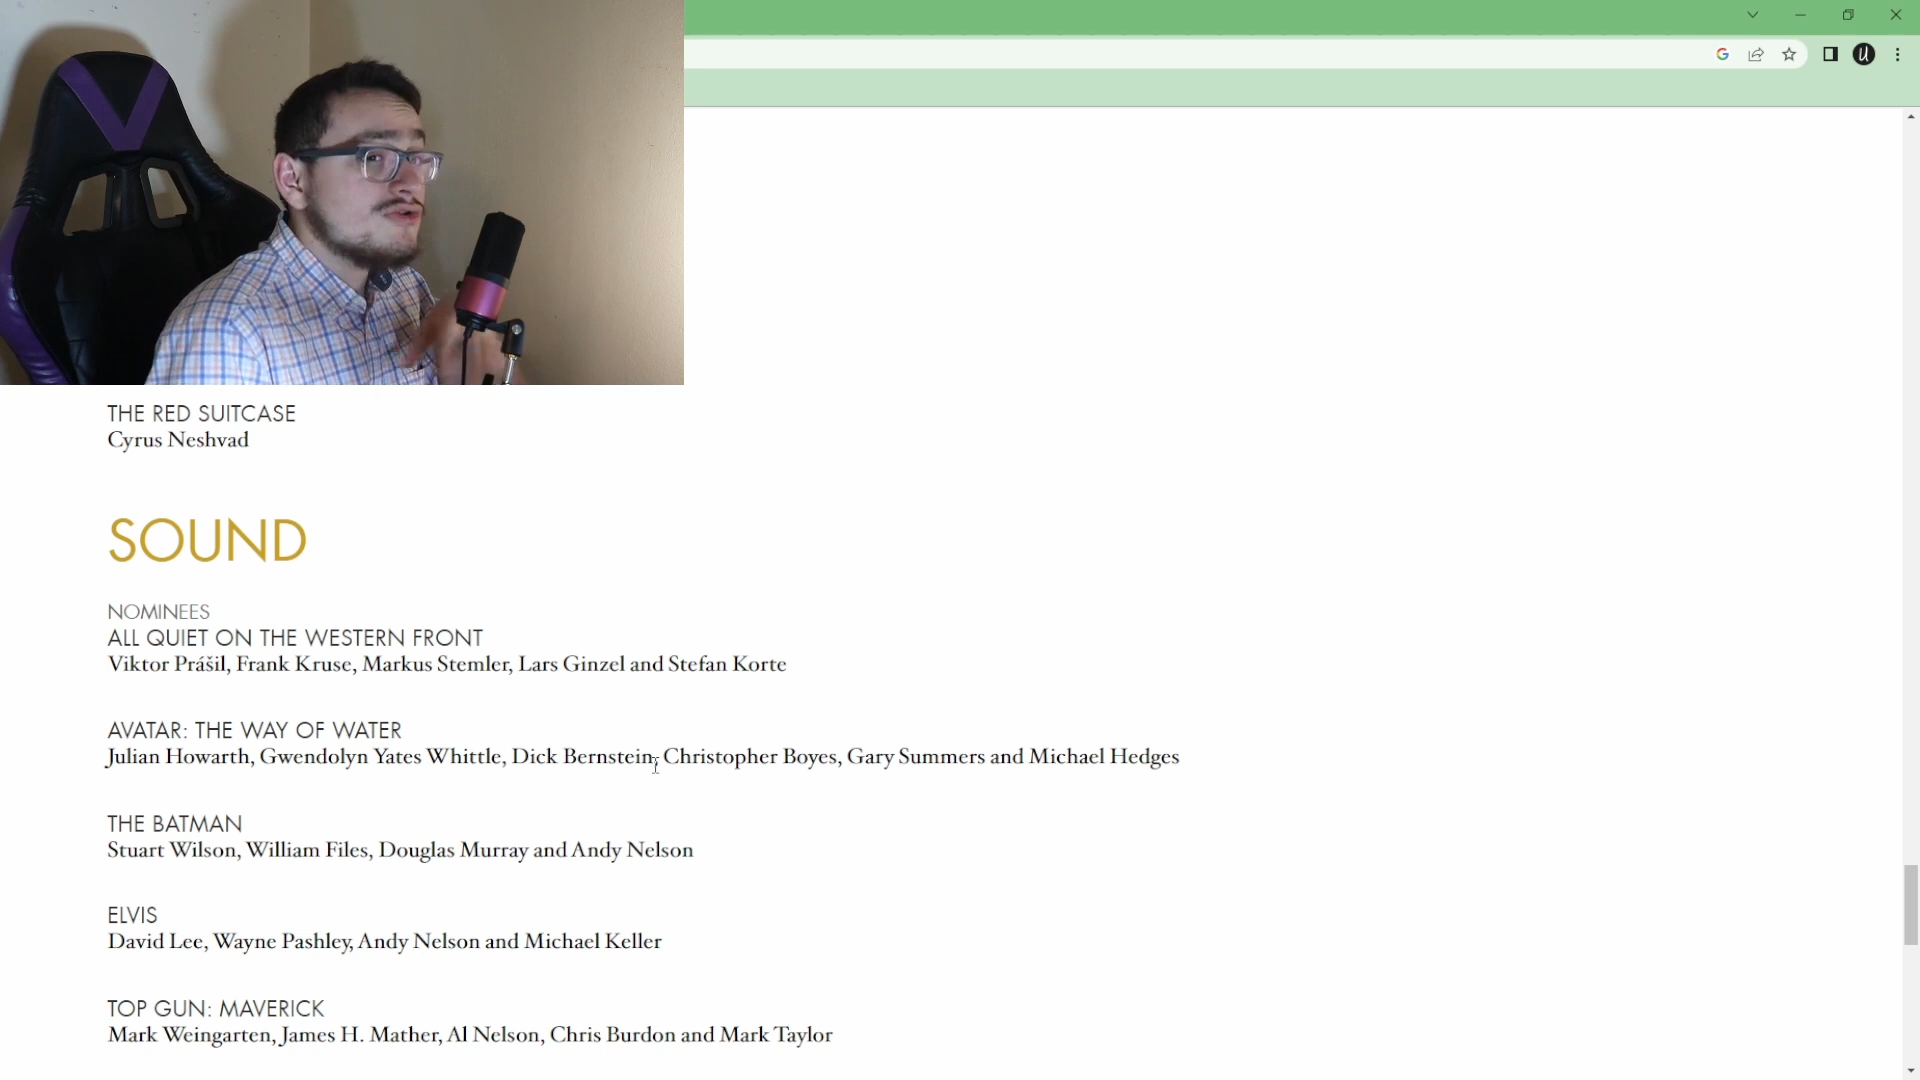 THE RED SUITCASE
Cyrus Neshvad
SOUND
NOMINEES
ALL QUIET ON THE WESTERN FRONT
Viktor Prášil, Frank Kruse, Markus Stemler, Lars Ginzel and Stefan Korte
AVATAR: THE WAY OF WATER
Julian Howarth, Gwendolyn Yates Whittle, Dick Bernstein, Christopher Boyes, Gary Summers and Michael Hedges
THE BATMAN
Stuart Wilson, William Files, Douglas Murray and Andy Nelson
ELVIS
David Lee, Wayne Pashley, Andy Nelson and Michael Keller
TOP GUN: MAVERICK
Mark Weingarten, James H. Mather, Al Nelson, Chris Burdon and Mark Taylor